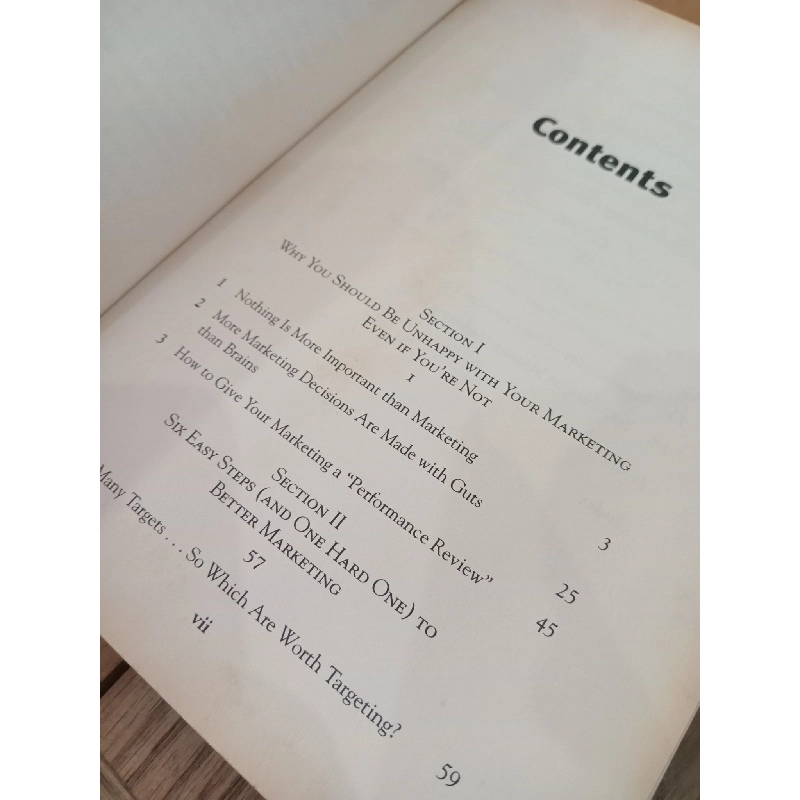 Contents
SECTION I
WHY YOU SHOULD BE UNHAPPY WITH YOUR MARKETING
EVEN IF YOU'RE NOT
1
1 Nothing Is More Important than Marketing 3
2 More Marketing Decisions Are Made with Guts
than Brains 25
3 How to Give Your Marketing a "Performance Review" 45
SECTION II
SIX EASY STEPS (AND ONE HARD ONE) TO
BETTER MARKETING
57
Many Targets . . . So Which Are Worth Targeting? 59
vii